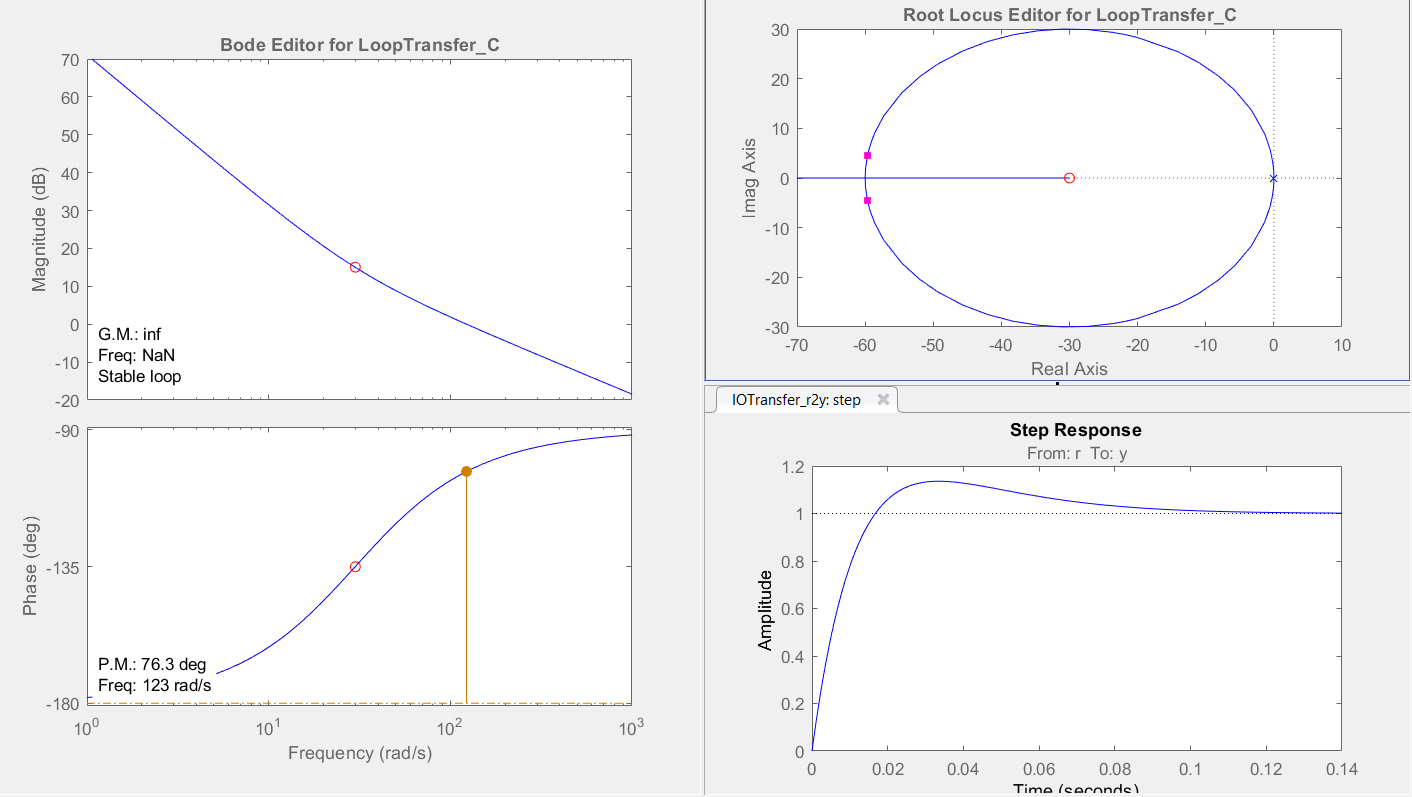 Bode Editor for LoopTransfer_C
70
60
50
40
30
20
10
0
-10
-20
Magnitude (dB)
G.M.: inf
Freq: NaN
Stable loop
-90
-135
-180
Phase (deg)
P.M.: 76.3 deg
Freq: 123 rad/s
10^0
10^1
10^2
10^3
Frequency (rad/s)
Root Locus Editor for LoopTransfer_C
30
20
10
0
-10
-20
-30
Imag Axis
-70 -60 -50 -40 -30 -20 -10 0 10
Real Axis
IOTransfer_r2y: step
Step Response
From: r To: y
1.2
1
0.8
0.6
0.4
0.2
0
Amplitude
0 0.02 0.04 0.06 0.08 0.1 0.12 0.14
Time (seconds)